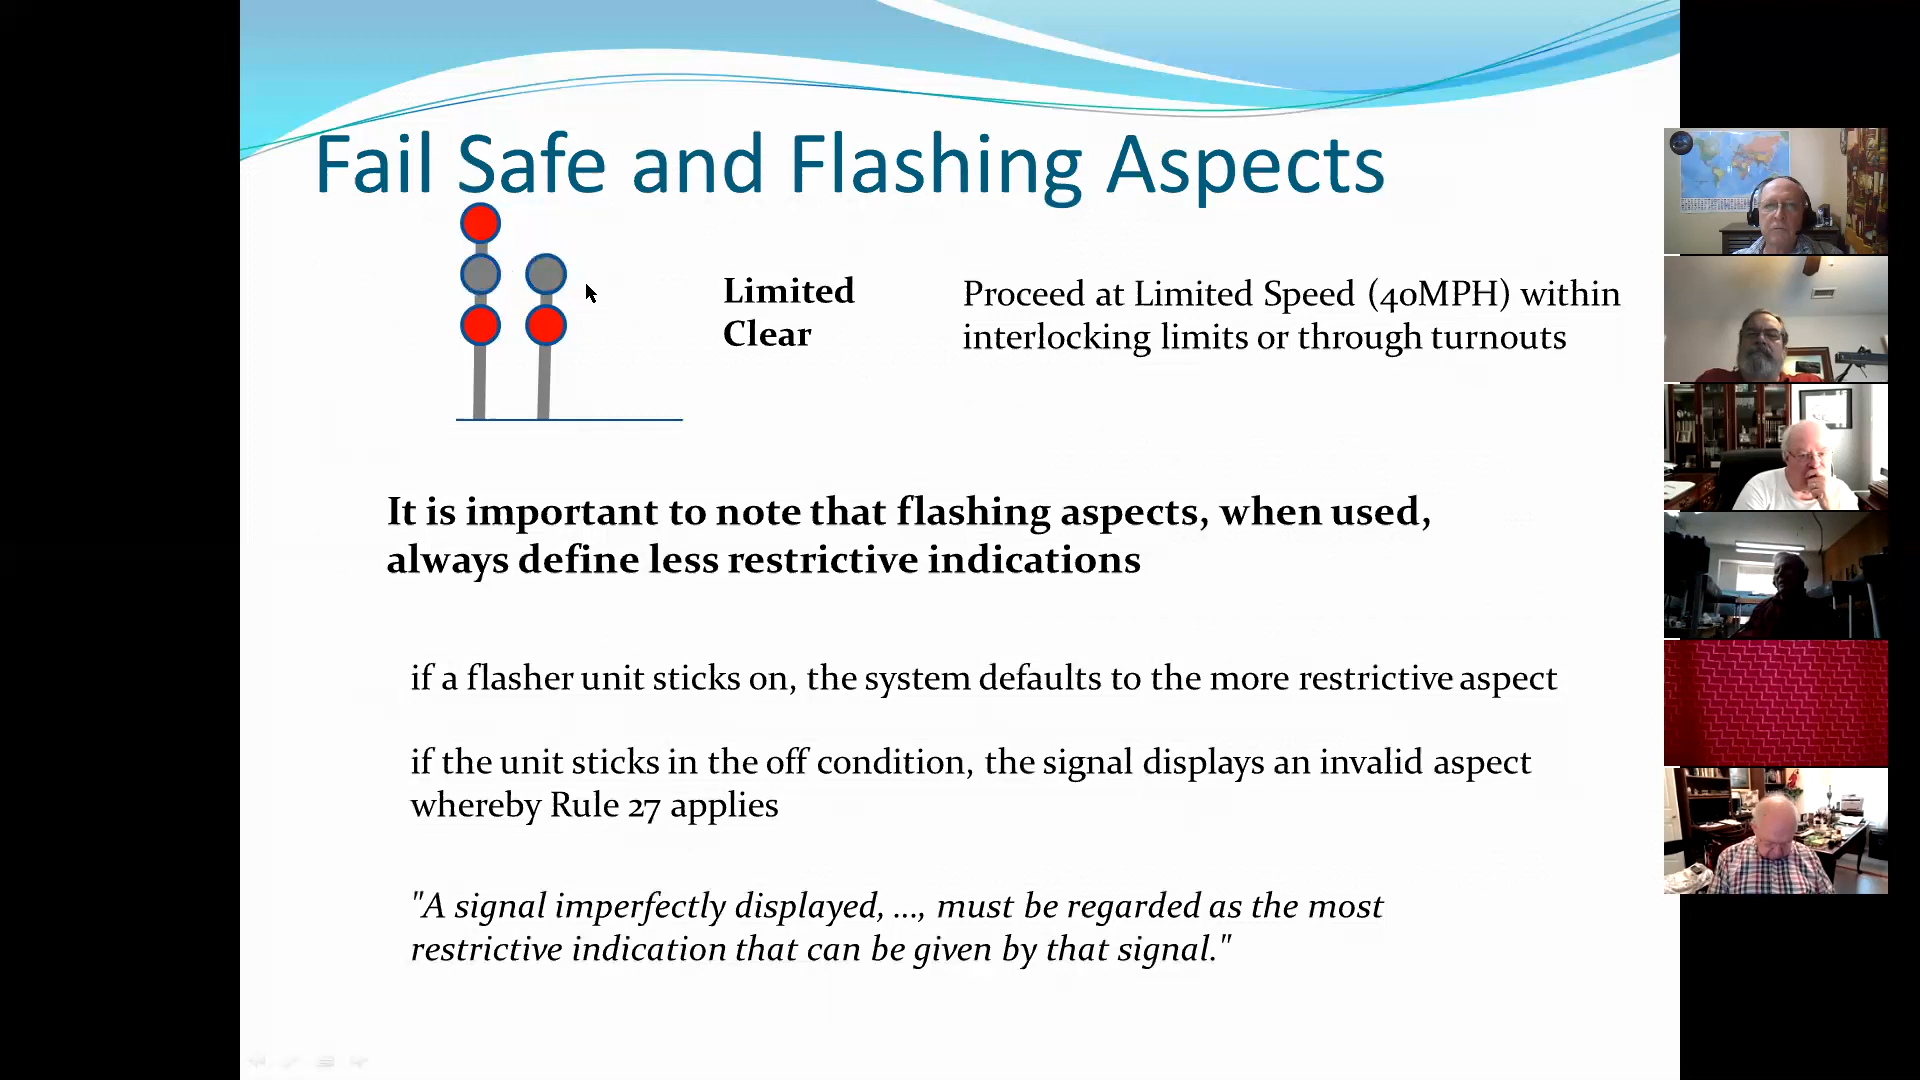 Fail Safe and Flashing Aspects
Limited
Clear
Proceed at Limited Speed (40MPH) within
interlocking limits or through turnouts
It is important to note that flashing aspects, when used,
always define less restrictive indications
if a flasher unit sticks on, the system defaults to the more restrictive aspect
if the unit sticks in the off condition, the signal displays an invalid aspect
whereby Rule 27 applies
"A signal imperfectly displayed, ..., must be regarded as the most
restrictive indication that can be given by that signal."